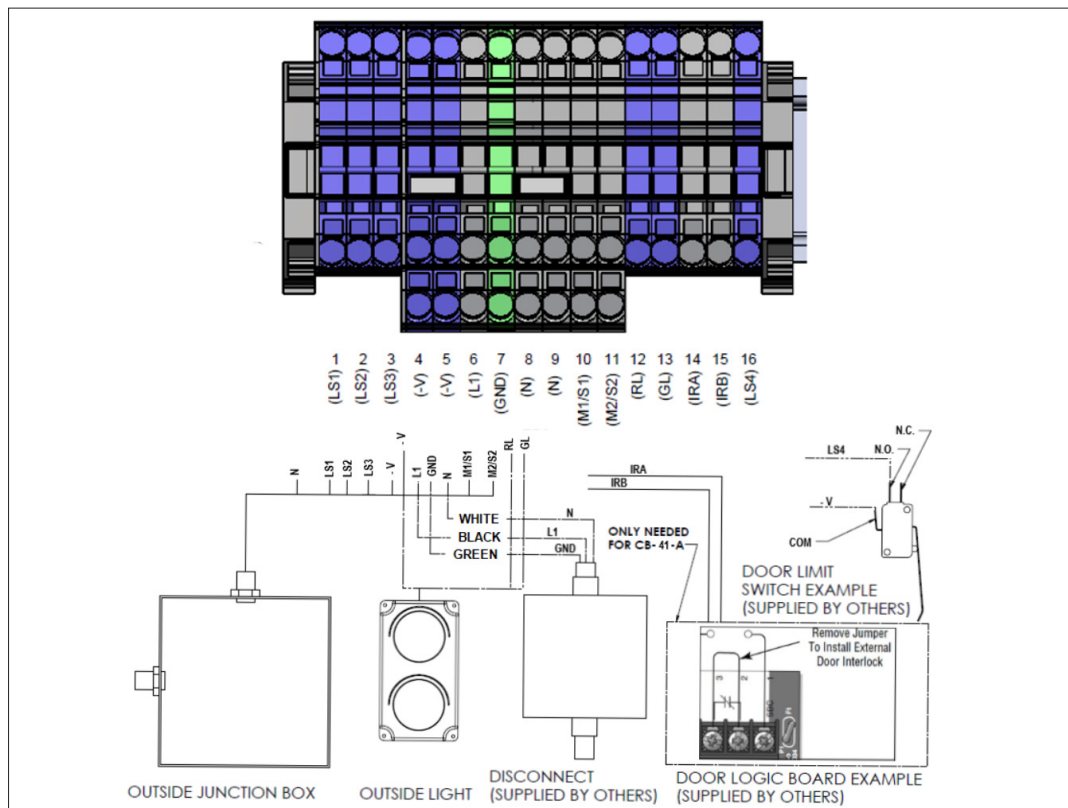 1 2 3 4 5 6 7 8 9 10 11 12 13 14 15 16
(LS1) (LS2) (LS3) (-V) (-V) (L1) (GND) (N) (N) (M1/S1) (M2/S2) (RL) (GL) (IRA) (IRB) (LS4)
N
LS1
LS2
LS3
- V
- V
L1
GND
N
M1/S1
M2/S2
RL
GL
WHITE
BLACK
GREEN
N
L1
GND
IRA
IRB
ONLY NEEDED
FOR CB- 41 -A
N.C.
N.O.
LS4
- V
COM
DOOR LIMIT
SWITCH EXAMPLE
(SUPPLIED BY OTHERS)
Remove Jumper
To Install External
Door Interlock
3 2 1
OUTSIDE JUNCTION BOX
OUTSIDE LIGHT
DISCONNECT
(SUPPLIED BY OTHERS)
DOOR LOGIC BOARD EXAMPLE
(SUPPLIED BY OTHERS)